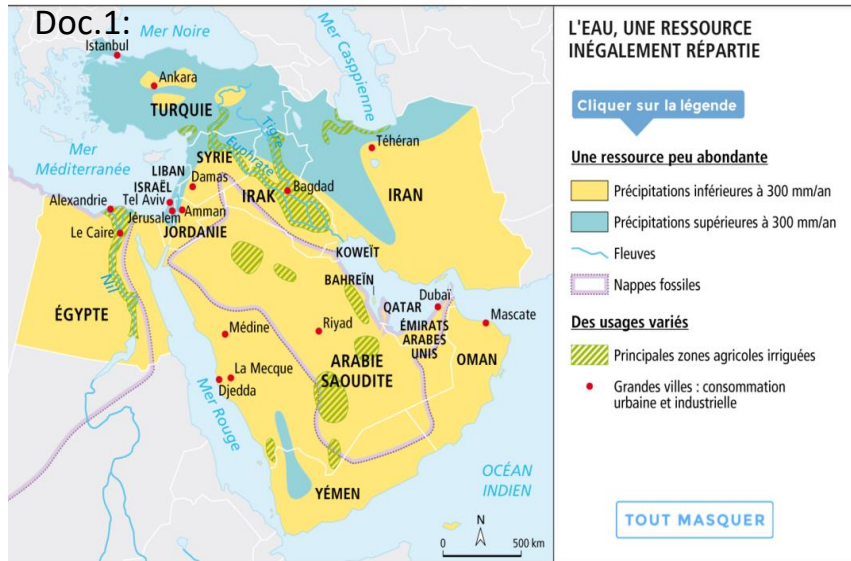 Doc.1:
Mer Noire
Istanbul
Ankara
TURQUIE
Mer Casppienne
Mer
Méditerranée
Tigre
Euphrate
Téhéran
SYRIE
LIBAN
Damas
ISRAËL
Tel Aviv
IRAK
Bagdad
IRAN
Alexandrie
Jérusalem
Amman
JORDANIE
Le Caire
KOWEÏT
Nil
BAHREÏN
QATAR
Dubaï
ÉGYPTE
Médine
Riyad
ÉMIRATS
ARABES
UNIS
Mascate
OMAN
La Mecque
ARABIE
SAOUDITE
Djedda
Mer Rouge
YÉMEN
OCÉAN
INDIEN
N
0 500 km
L'EAU, UNE RESSOURCE
INÉGALEMENT RÉPARTIE
Cliquer sur la légende
Une ressource peu abondante
Précipitations inférieures à 300 mm/an
Précipitations supérieures à 300 mm/an
Fleuves
Nappes fossiles
Des usages variés
Principales zones agricoles irriguées
Grandes villes : consommation
urbaine et industrielle
TOUT MASQUER